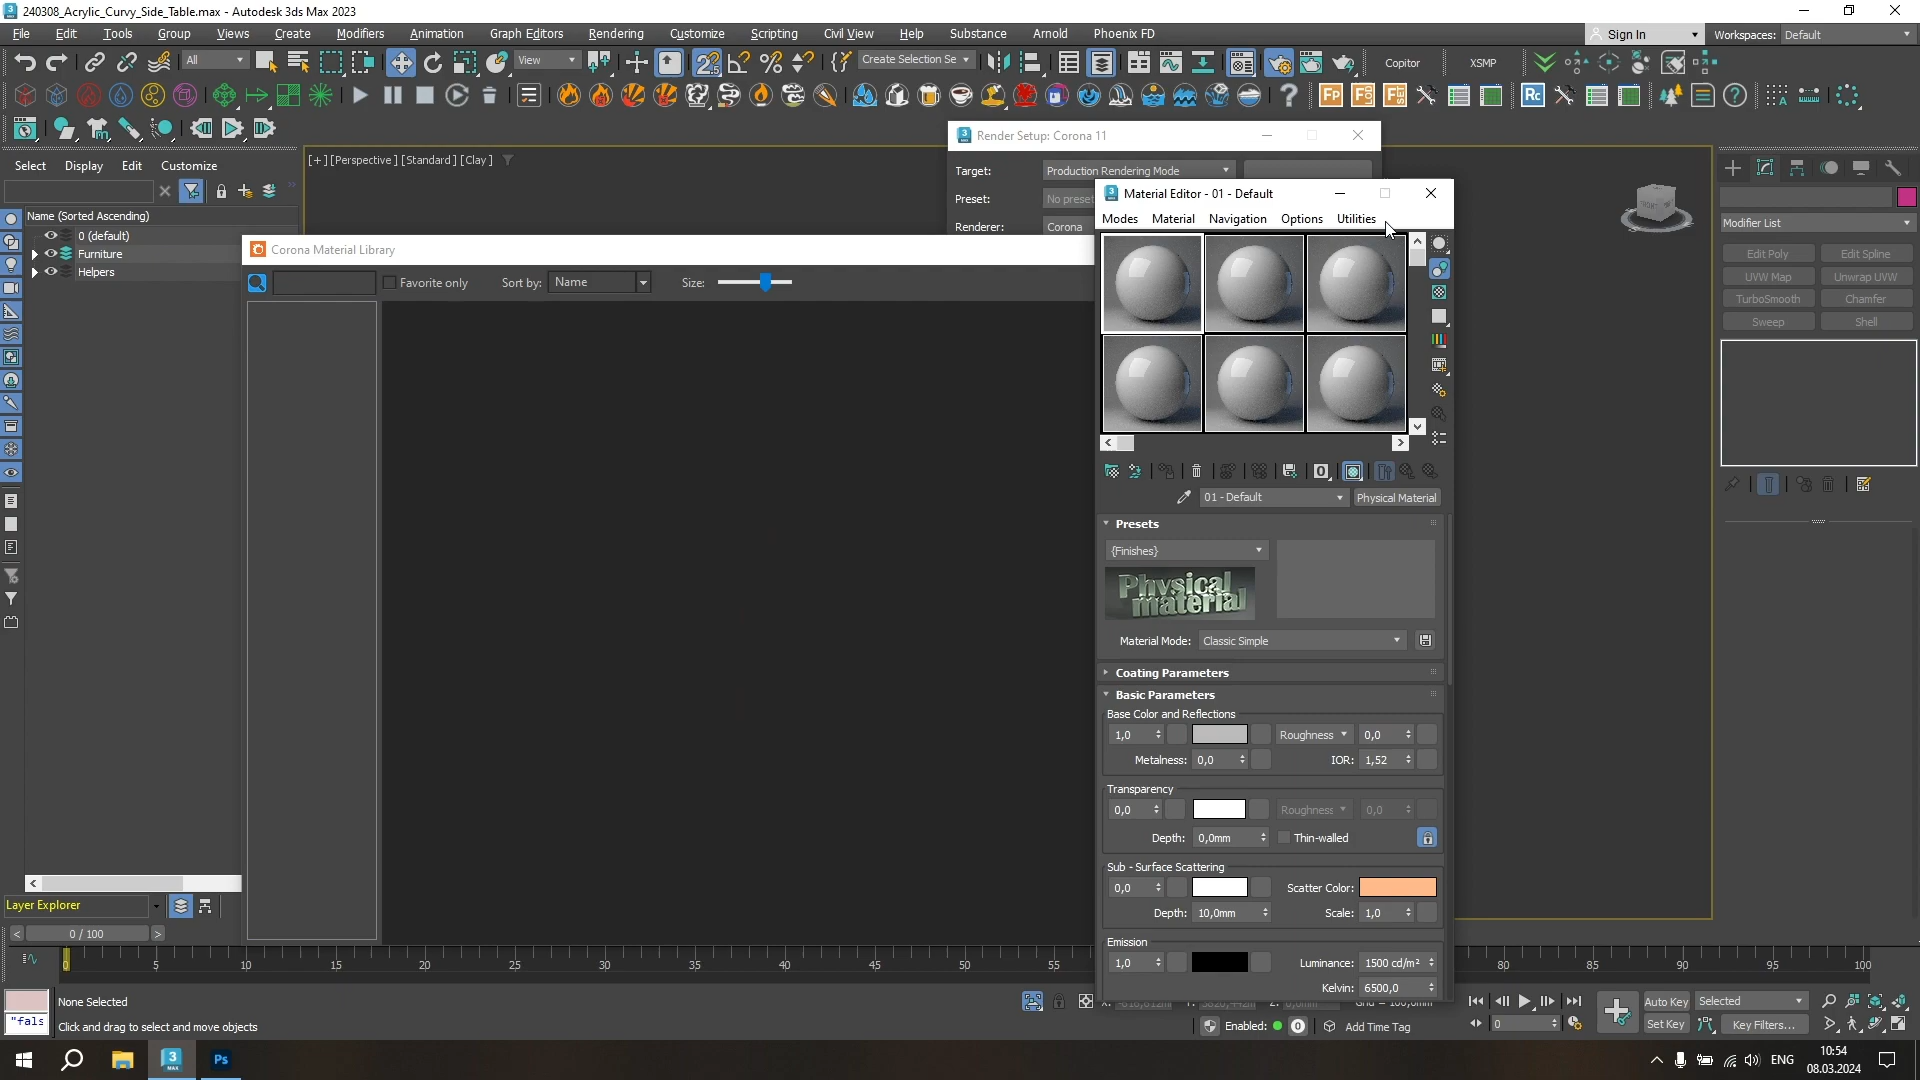 240308_Acrylic_Curvy_Side_Table.max - Autodesk 3ds Max 2023
File Edit Tools Group Views Create Modifiers Animation Graph Editors Rendering Customize Scripting Civil View Help Substance Arnold Phoenix FD
Sign In Workspaces: Default
All View Create Selection Se Copitor XSMP
Select Display Edit Customize
[+] [Perspective] [Standard] [Clay]
Name (Sorted Ascending)
0 (default)
Furniture
Helpers
Render Setup: Corona 11
Target: Production Rendering Mode
Preset: No preset
Renderer: Corona
Corona Material Library
Favorite only Sort by: Name Size:
Material Editor - 01 - Default
Modes Material Navigation Options Utilities
01 - Default Physical Material
Presets
{Finishes}
Physical material
Material Mode: Classic Simple
Coating Parameters
Basic Parameters
Base Color and Reflections
1,0 Roughness 0,0
Metalness: 0,0 IOR: 1,52
Transparency
0,0 Roughness 0,0
Depth: 0,0mm Thin-walled
Sub - Surface Scattering
0,0 Scatter Color:
Depth: 10,0mm Scale: 1,0
Emission
1,0 Luminance: 1500 cd/m²
Kelvin: 6500,0
Modifier List
Edit Poly Edit Spline
UVW Map Unwrap UVW
TurboSmooth Chamfer
Sweep Shell
Layer Explorer
0 / 100
0 5 10 15 20 25 30 35 40 45 50 55 80 85 90 95 100
None Selected
"fals
Click and drag to select and move objects
Enabled: 0 Add Time Tag
0
Auto Key Selected
Set Key Key Filters...
Ps
ENG
10:54
08.03.2024